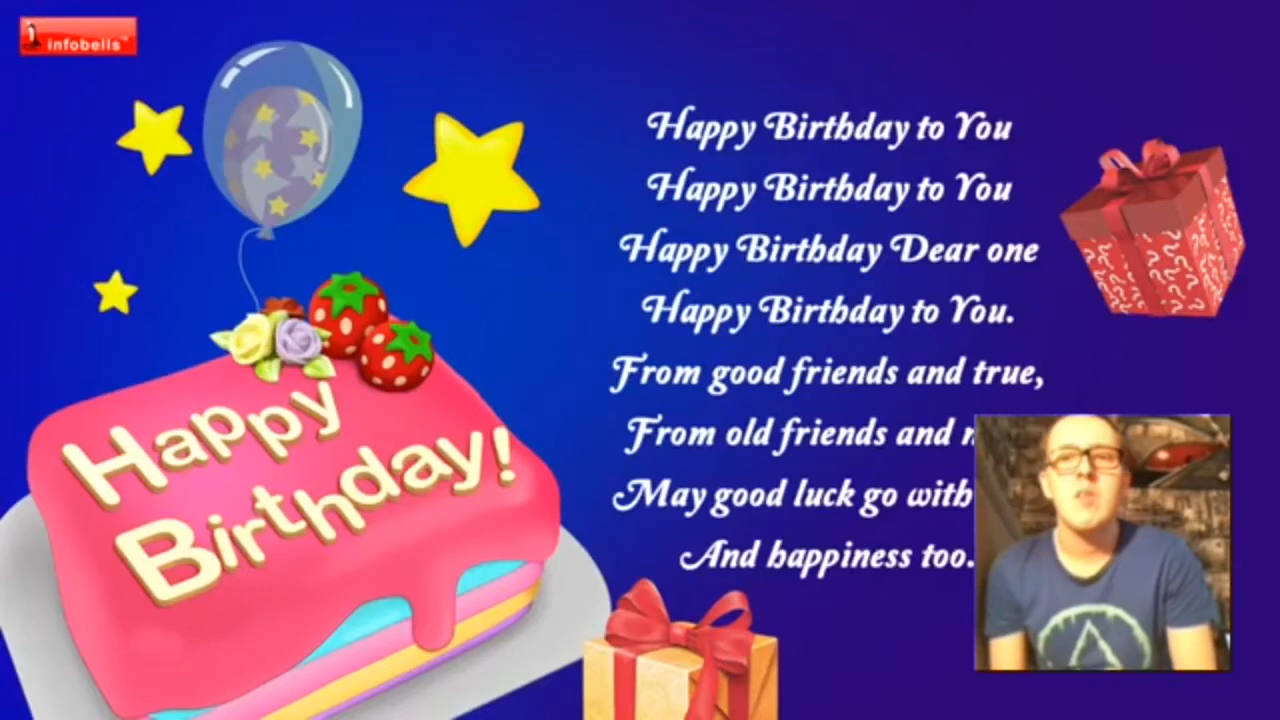 infobells
Happy Birthday to You
Happy Birthday to You
Happy Birthday Dear one
Happy Birthday to You.
From good friends and true,
From old friends and
May good luck go with
And happiness too.
Happy
Birthday!